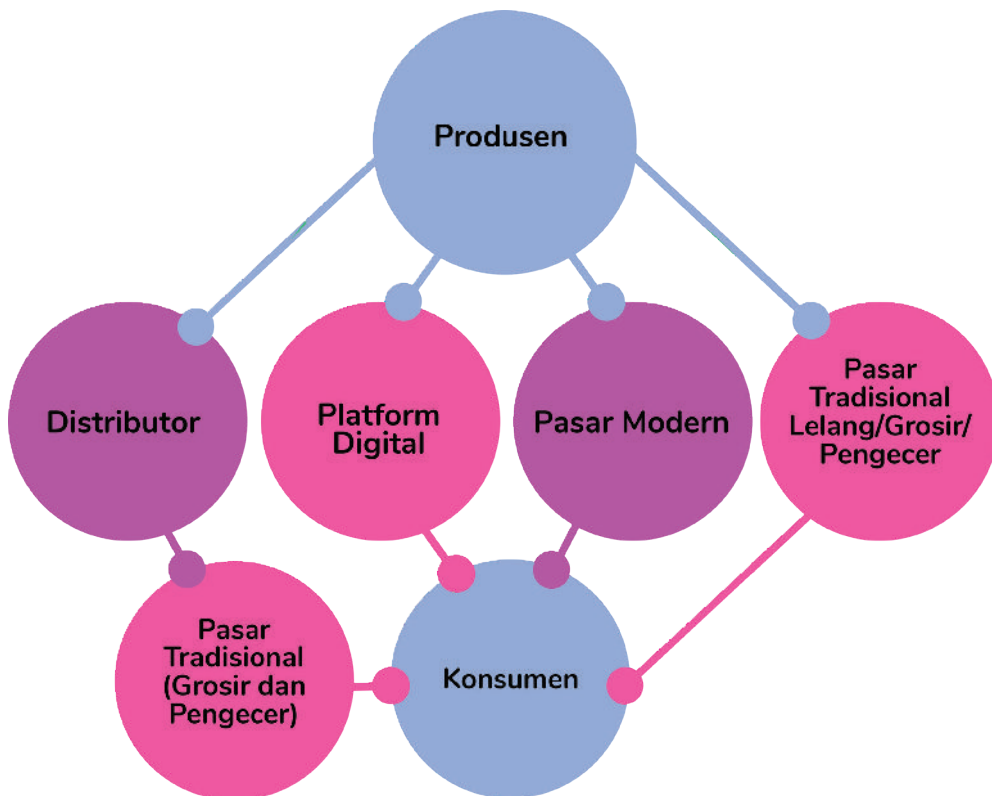 Produsen
Distributor
Platform
Digital
Pasar Modern
Pasar
Tradisional
Lelang/Grosir/
Pengecer
Pasar
Tradisional
(Grosir dan
Pengecer)
Konsumen